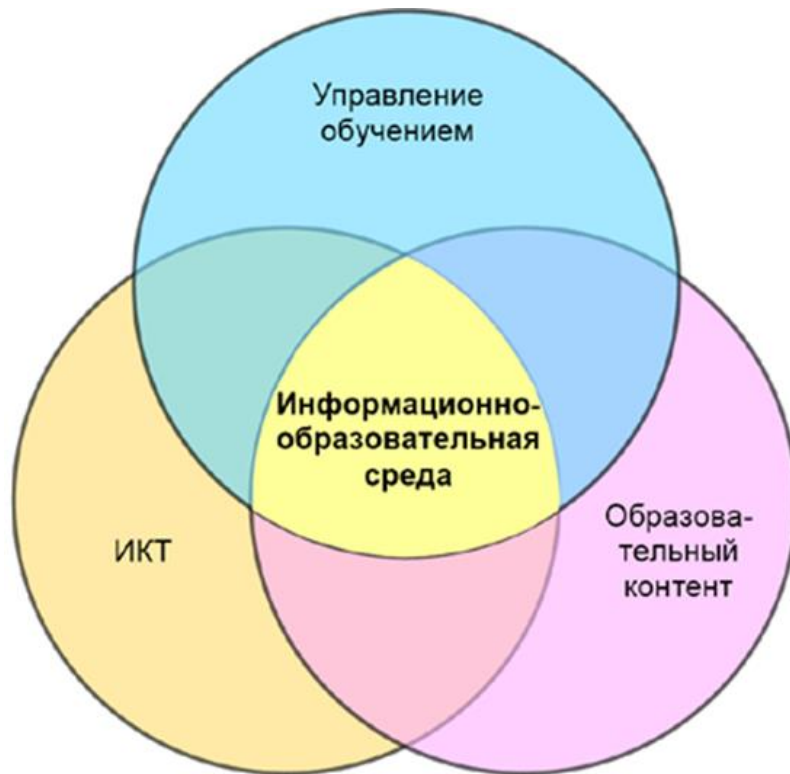 Управление
обучением
Информационно-
образовательная
среда
ИКТ
Образова-
тельный
контент